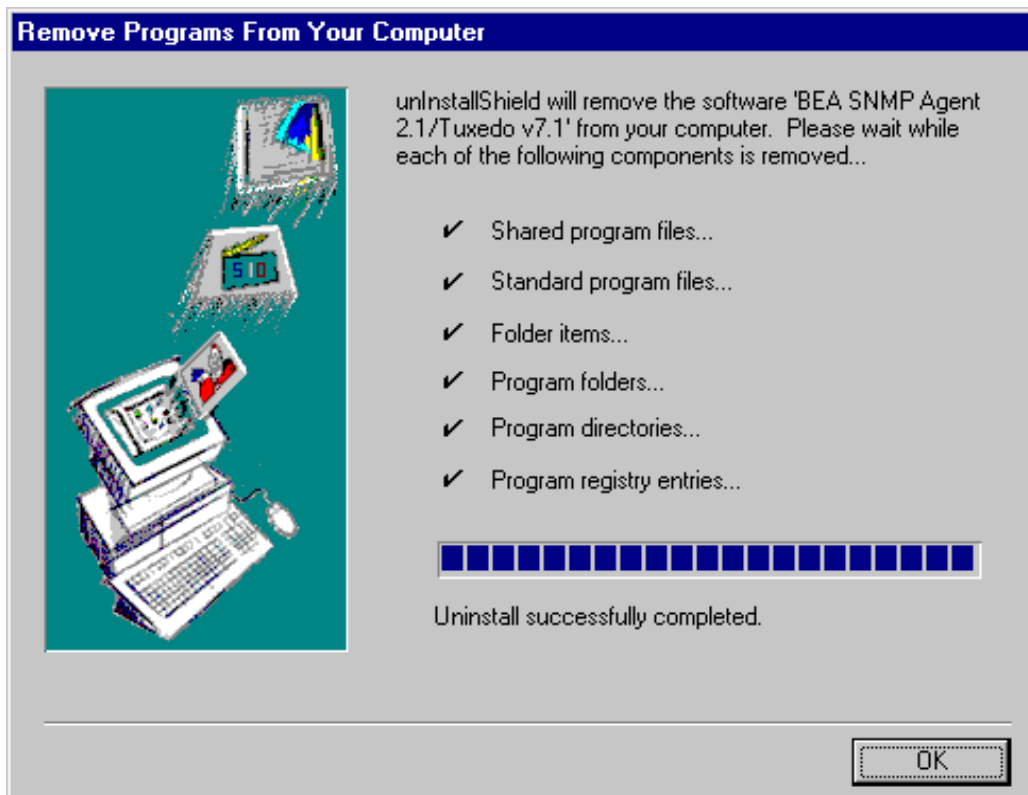 Remove Programs From Your Computer
unInstallShield will remove the software 'BEA SNMP Agent
2.1/Tuxedo v7.1' from your computer.  Please wait while
each of the following components is removed...
Shared program files...
Standard program files...
Folder items...
Program folders...
Program directories...
Program registry entries...
Uninstall successfully completed.
OK